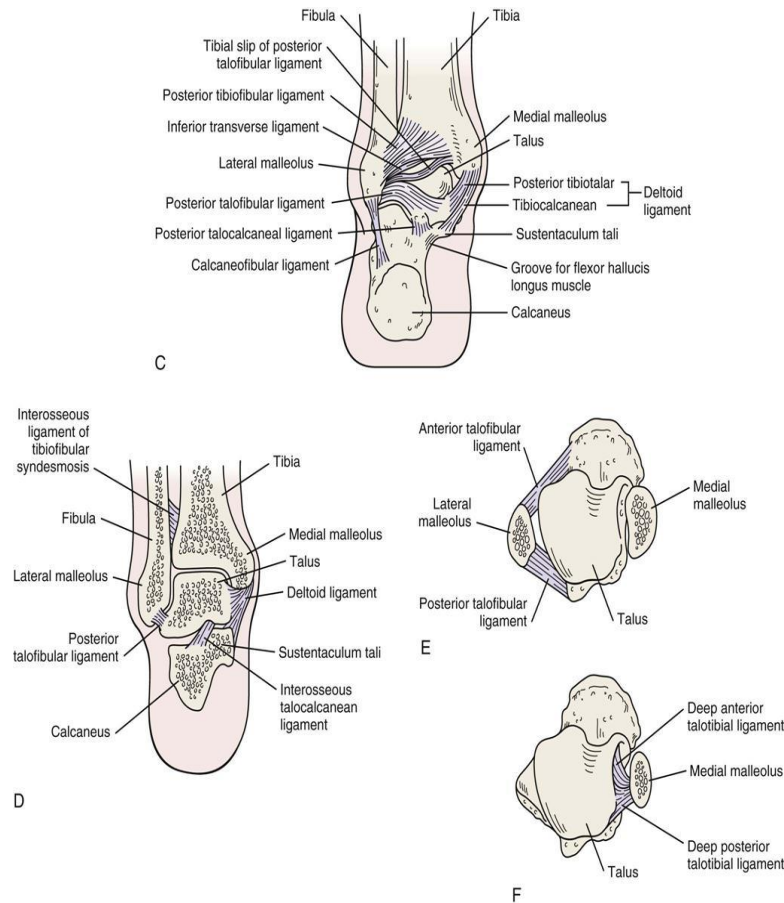 Fibula
Tibia
Tibial slip of posterior
talofibular ligament
Posterior tibiofibular ligament
Inferior transverse ligament
Lateral malleolus
Posterior talofibular ligament
Posterior talocalcaneal ligament
Calcaneofibular ligament
Medial malleolus
Talus
Posterior tibiotalar
Tibiocalcanean
Deltoid
ligament
Sustentaculum tali
Groove for flexor hallucis
longus muscle
Calcaneus
C
Interosseous
ligament of
tibiofibular
syndesmosis
Fibula
Lateral malleolus
Posterior
talofibular ligament
Calcaneus
Tibia
Medial malleolus
Talus
Deltoid ligament
Sustentaculum tali
Interosseous
talocalcanean
ligament
D
Anterior talofibular
ligament
Lateral
malleolus
Posterior talofibular
ligament
Medial
malleolus
Talus
E
Deep anterior
talotibial ligament
Medial malleolus
Deep posterior
talotibial ligament
Talus
F